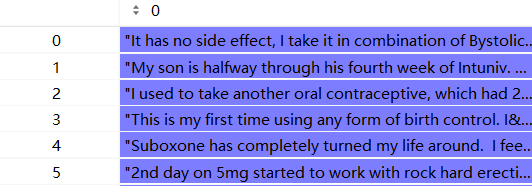 0
0 "It has no side effect, I take it in combination of Bystolic...
1 "My son is halfway through his fourth week of Intuniv. ...
2 "I used to take another oral contraceptive, which had 2...
3 "This is my first time using any form of birth control. I&...
4 "Suboxone has completely turned my life around.  I fee...
5 "2nd day on 5mg started to work with rock hard erecti...